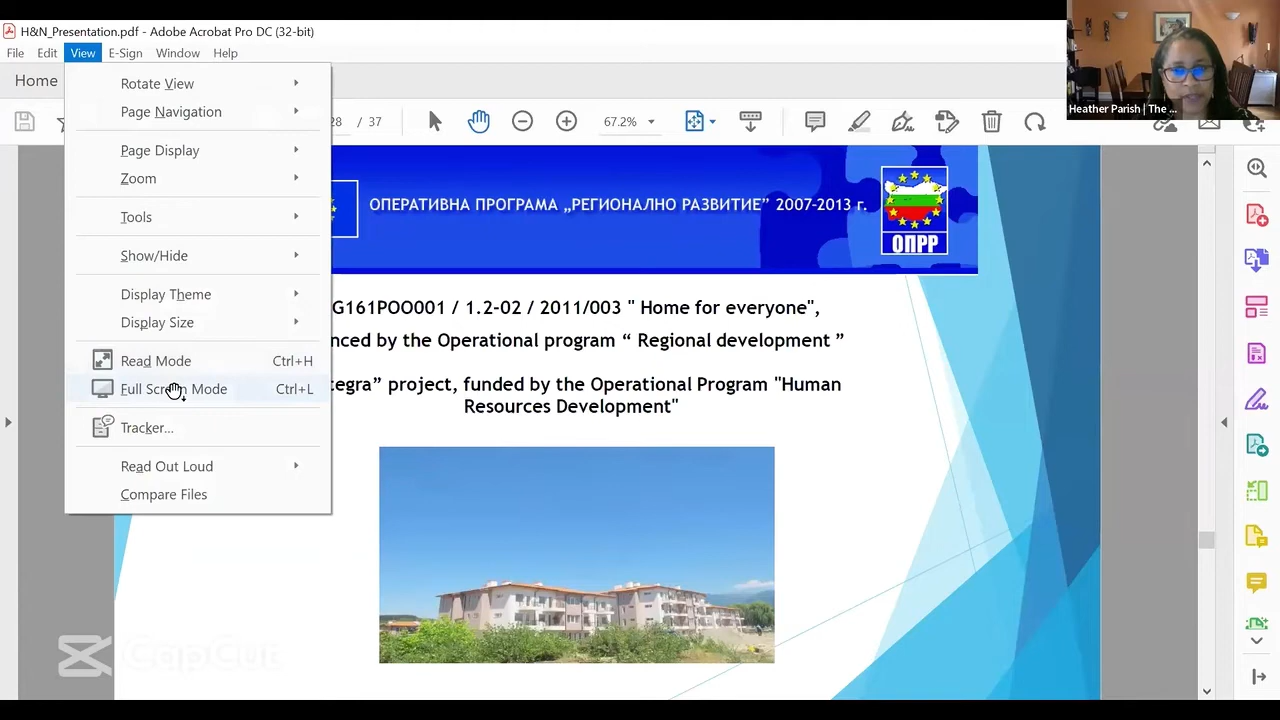 H&N_Presentation.pdf - Adobe Acrobat Pro DC (32-bit)
File Edit View E-Sign Window Help
Home
28 / 37 67.2%
Rotate View
Page Navigation
Page Display
Zoom
Tools
Show/Hide
Display Theme
Display Size
Read Mode Ctrl+H
Full Screen Mode Ctrl+L
Tracker...
Read Out Loud
Compare Files
Heather Parish | The ...
ОПЕРАТИВНА ПРОГРАМА „РЕГИОНАЛНО РАЗВИТИЕ” 2007-2013 г.
ОПРР
G161PO001 / 1.2-02 / 2011/003 " Home for everyone",
nced by the Operational program “ Regional development ”
tegra” project, funded by the Operational Program "Human
Resources Development"
CapCut